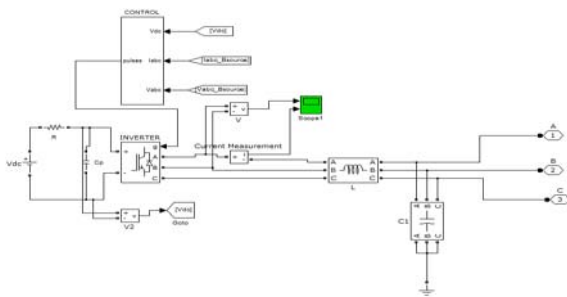 CONTROL
Vdc
[Vdc]
pulses
Iabc
Iabc_Bsource]
Vabc
[Vabc_Bsource]
V
Scope1
R
INVERTER
Current Measurement
g
A
B
C
Vdc
Cp
+
-
A
B
C
A
B
C
L
A
1
B
2
C
3
V2
[Vdc]
Goto
C1
A
B
C
A
B
C